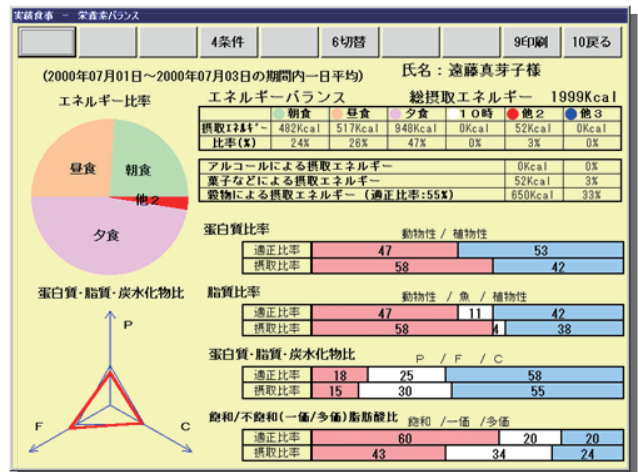 実績食事 － 栄養素バランス
4条件 6切替 9印刷 10戻る
(2000年07月01日～2000年07月03日の期間内一日平均) 氏名：遠藤真芽子様
エネルギー比率
エネルギーバランス 総摂取エネルギー 1999Kcal
朝食 昼食 夕食 10時 他2 他3
摂取エネルギー 482Kcal 517Kcal 948Kcal 0Kcal 52Kcal 0Kcal
比率(%) 24% 26% 47% 0% 3% 0%
アルコールによる摂取エネルギー 0Kcal 0%
菓子などによる摂取エネルギー 52Kcal 3%
穀物による摂取エネルギー (適正比率:55%) 650Kcal 33%
昼食 朝食
他2
夕食
蛋白質比率 動物性 / 植物性
適正比率 47 53
摂取比率 58 42
脂質比率 動物性 / 魚 / 植物性
適正比率 47 11 42
摂取比率 58 4 38
蛋白質・脂質・炭水化物比
P
F C
蛋白質・脂質・炭水化物比 P / F / C
適正比率 18 25 58
摂取比率 15 30 55
飽和/不飽和(一価/多価)脂肪酸比 飽和 /一価 /多価
適正比率 60 20 20
摂取比率 43 34 24